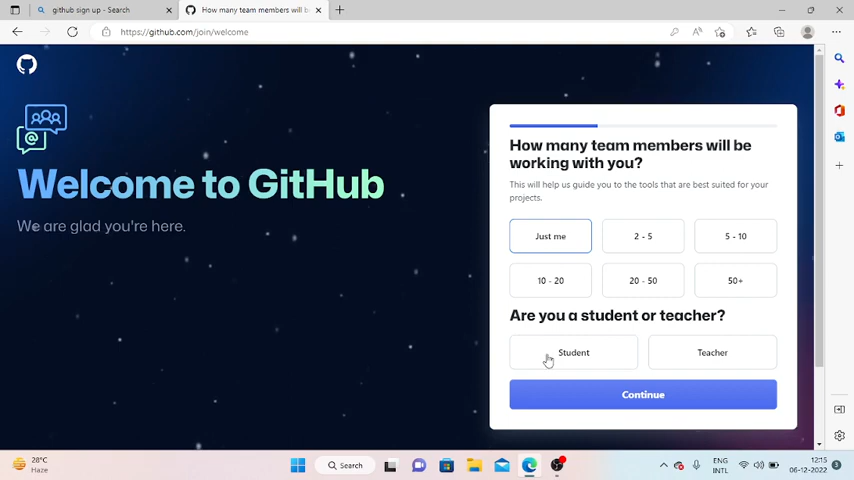 github sign up - Search
How many team members will be
https://github.com/join/welcome
Welcome to GitHub
We are glad you're here.
How many team members will be
working with you?
This will help us guide you to the tools that are best suited for your
projects.
Just me
2 - 5
5 - 10
10 - 20
20 - 50
50+
Are you a student or teacher?
Student
Teacher
Continue
28°C
Haze
Search
ENG
INTL
12:15
06-12-2022
3